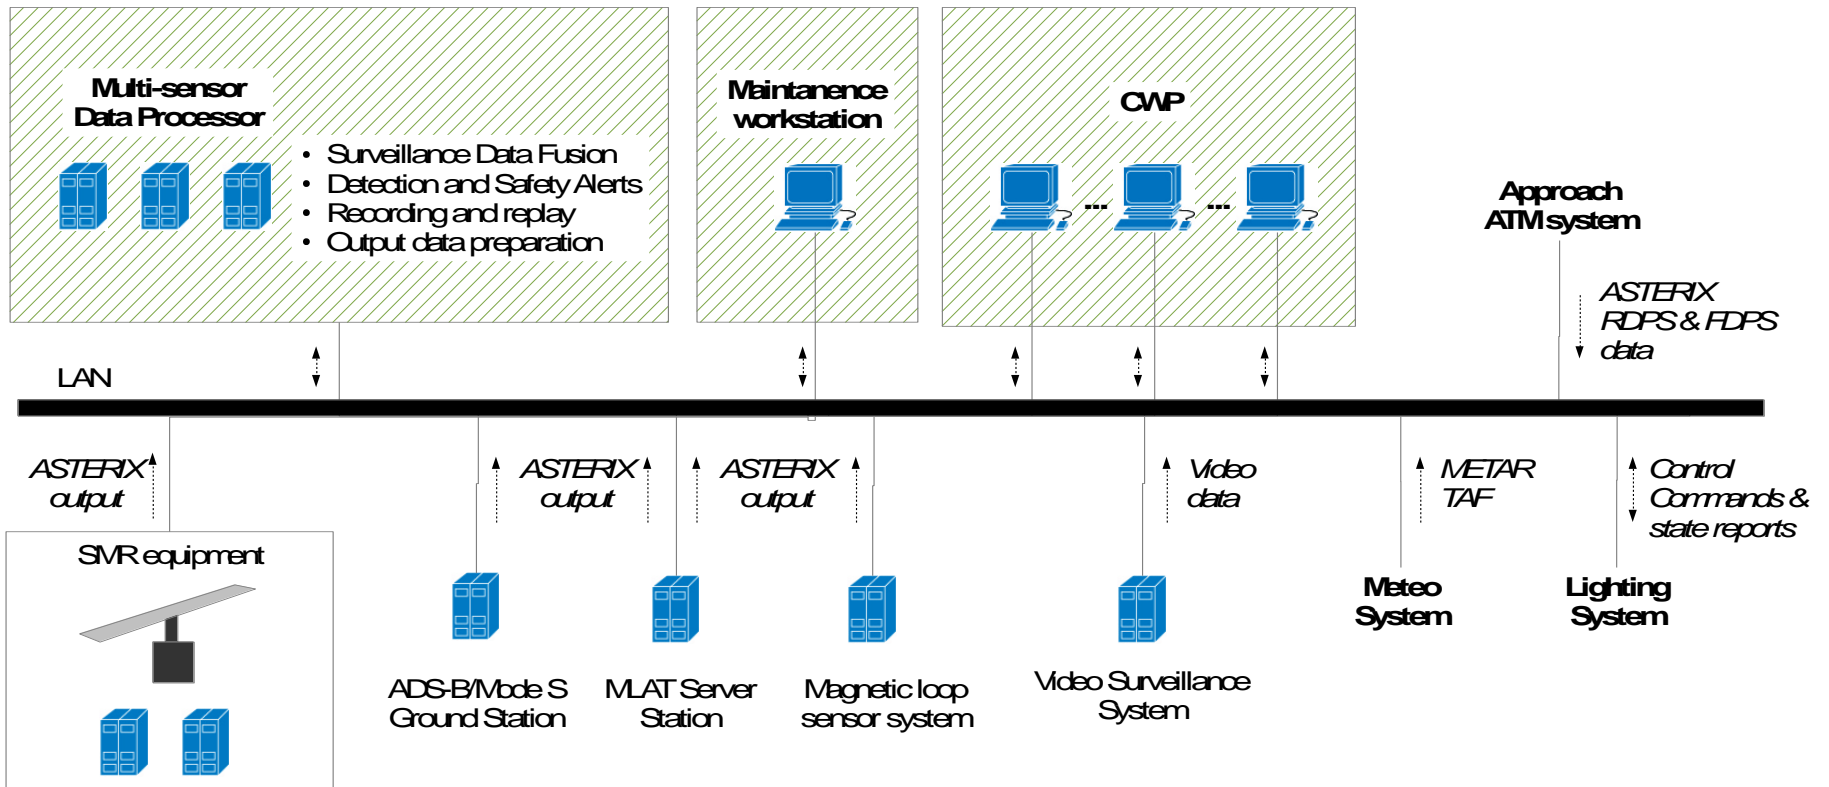 Multi-sensor
Data Processor
• Surveillance Data Fusion
• Detection and Safety Alerts
• Recording and replay
• Output data preparation
Maintanence
workstation
CWP
...
...
Approach
ATM system
ASTERIX
RDPS & FDPS
data
LAN
ASTERIX
output
ASTERIX
output
ASTERIX
output
Video
data
METAR
TAF
Control
Commands &
state reports
SMR equipment
ADS-B/Mode S
Ground Station
MLAT Server
Station
Magnetic loop
sensor system
Video Surveillance
System
Meteo
System
Lighting
System